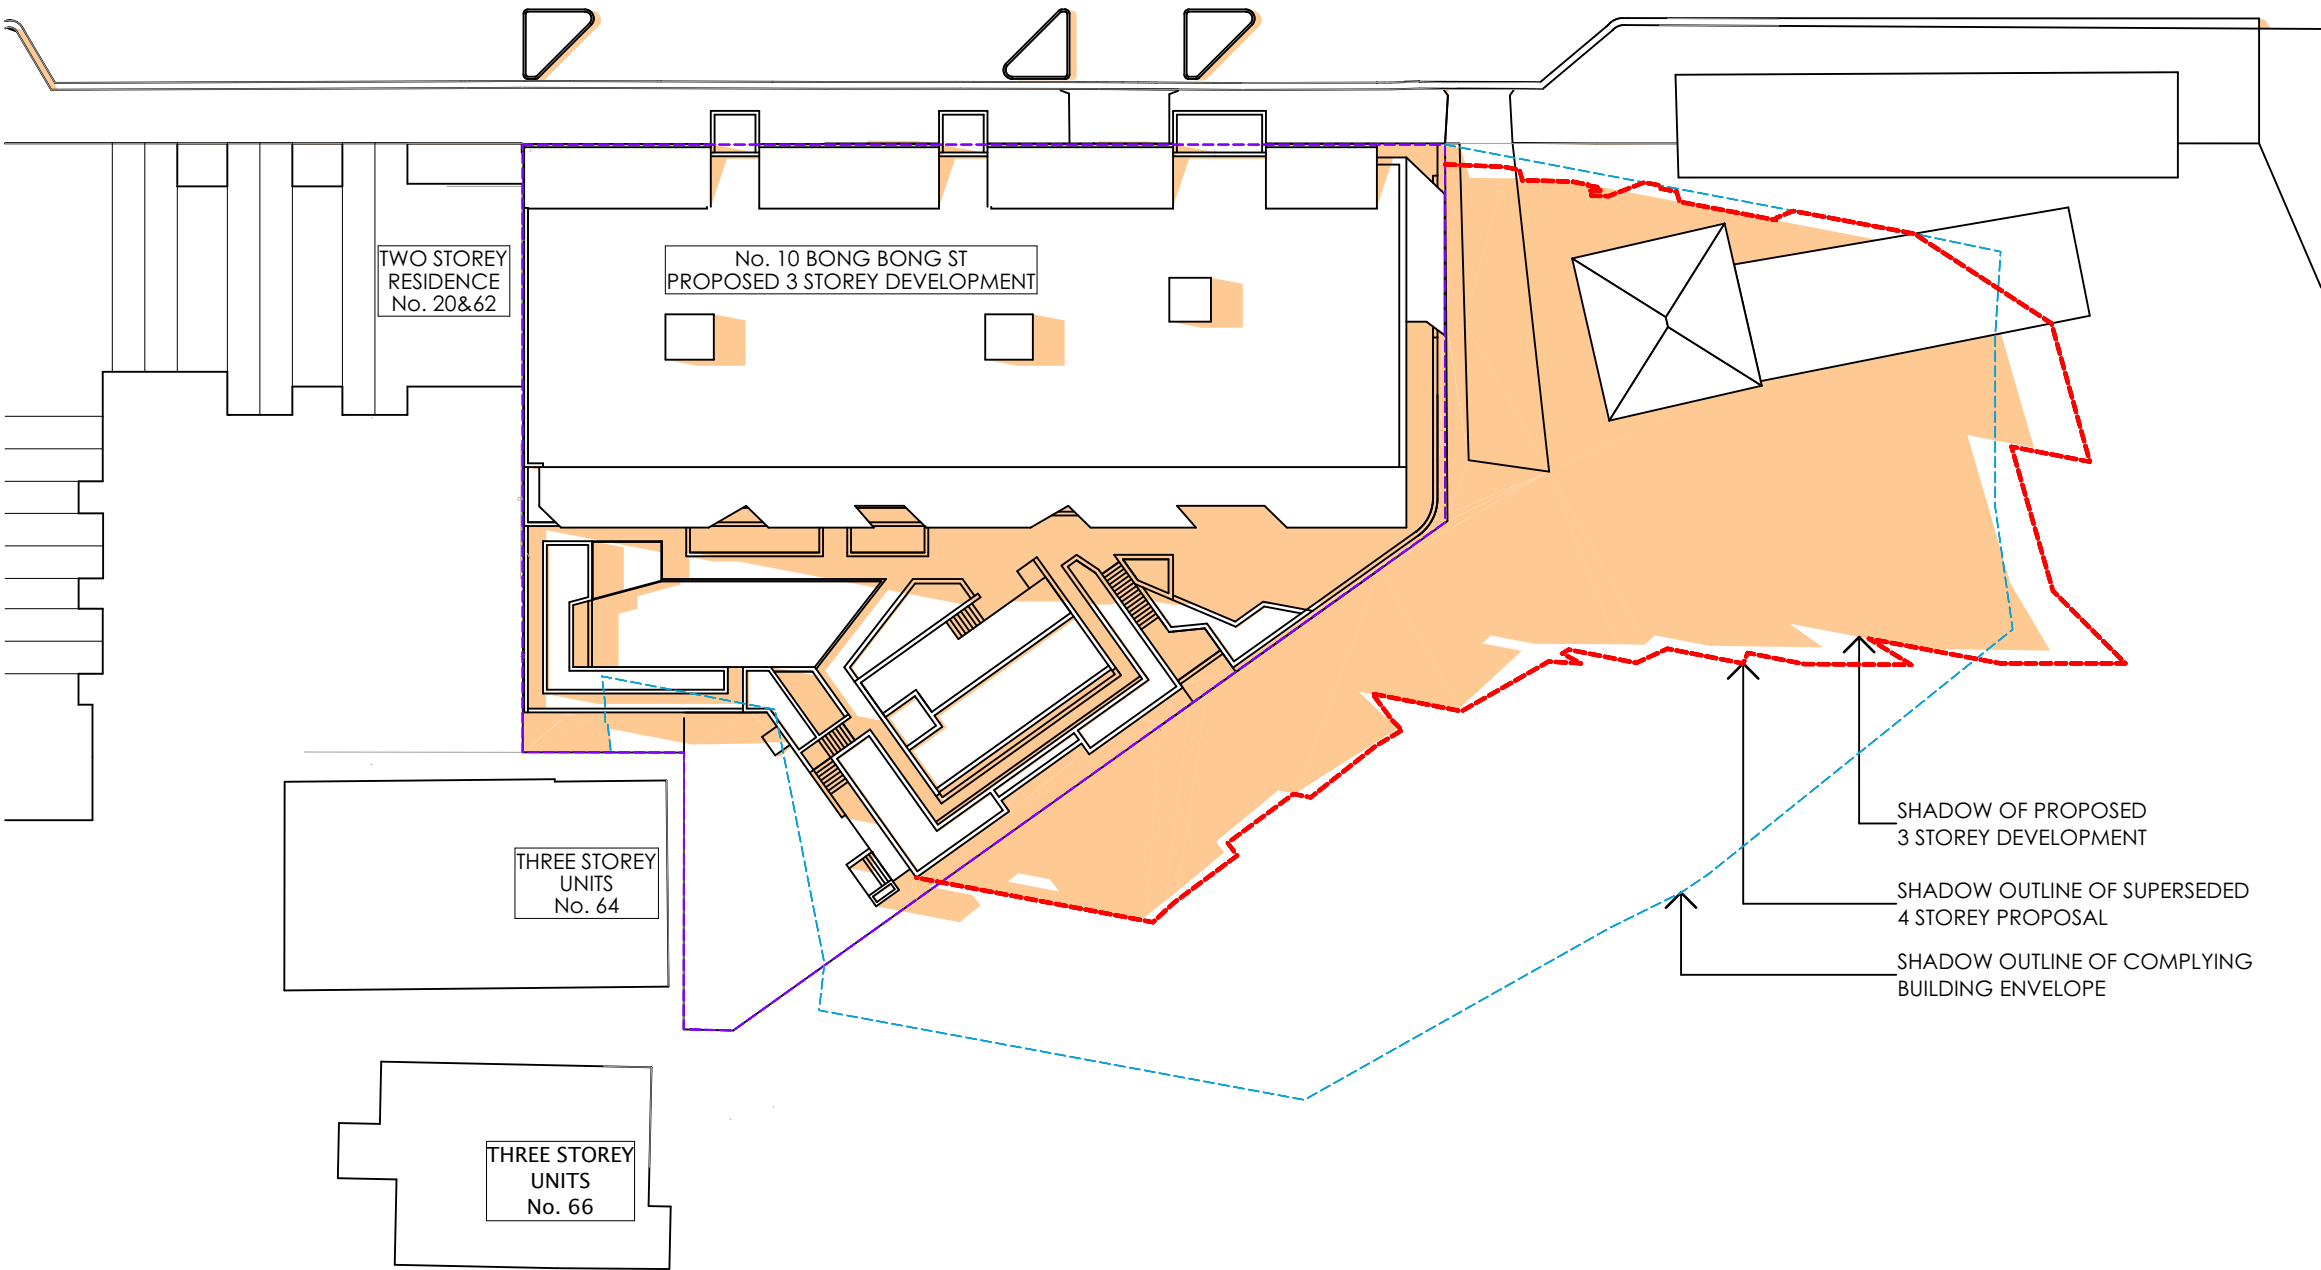 TWO STOREY
RESIDENCE
No. 20&62
No. 10 BONG BONG ST
PROPOSED 3 STOREY DEVELOPMENT
SHADOW OF PROPOSED
3 STOREY DEVELOPMENT
THREE STOREY
UNITS
No. 64
SHADOW OUTLINE OF SUPERSEDED
4 STOREY PROPOSAL
SHADOW OUTLINE OF COMPLYING
BUILDING ENVELOPE
THREE STOREY
UNITS
No. 66